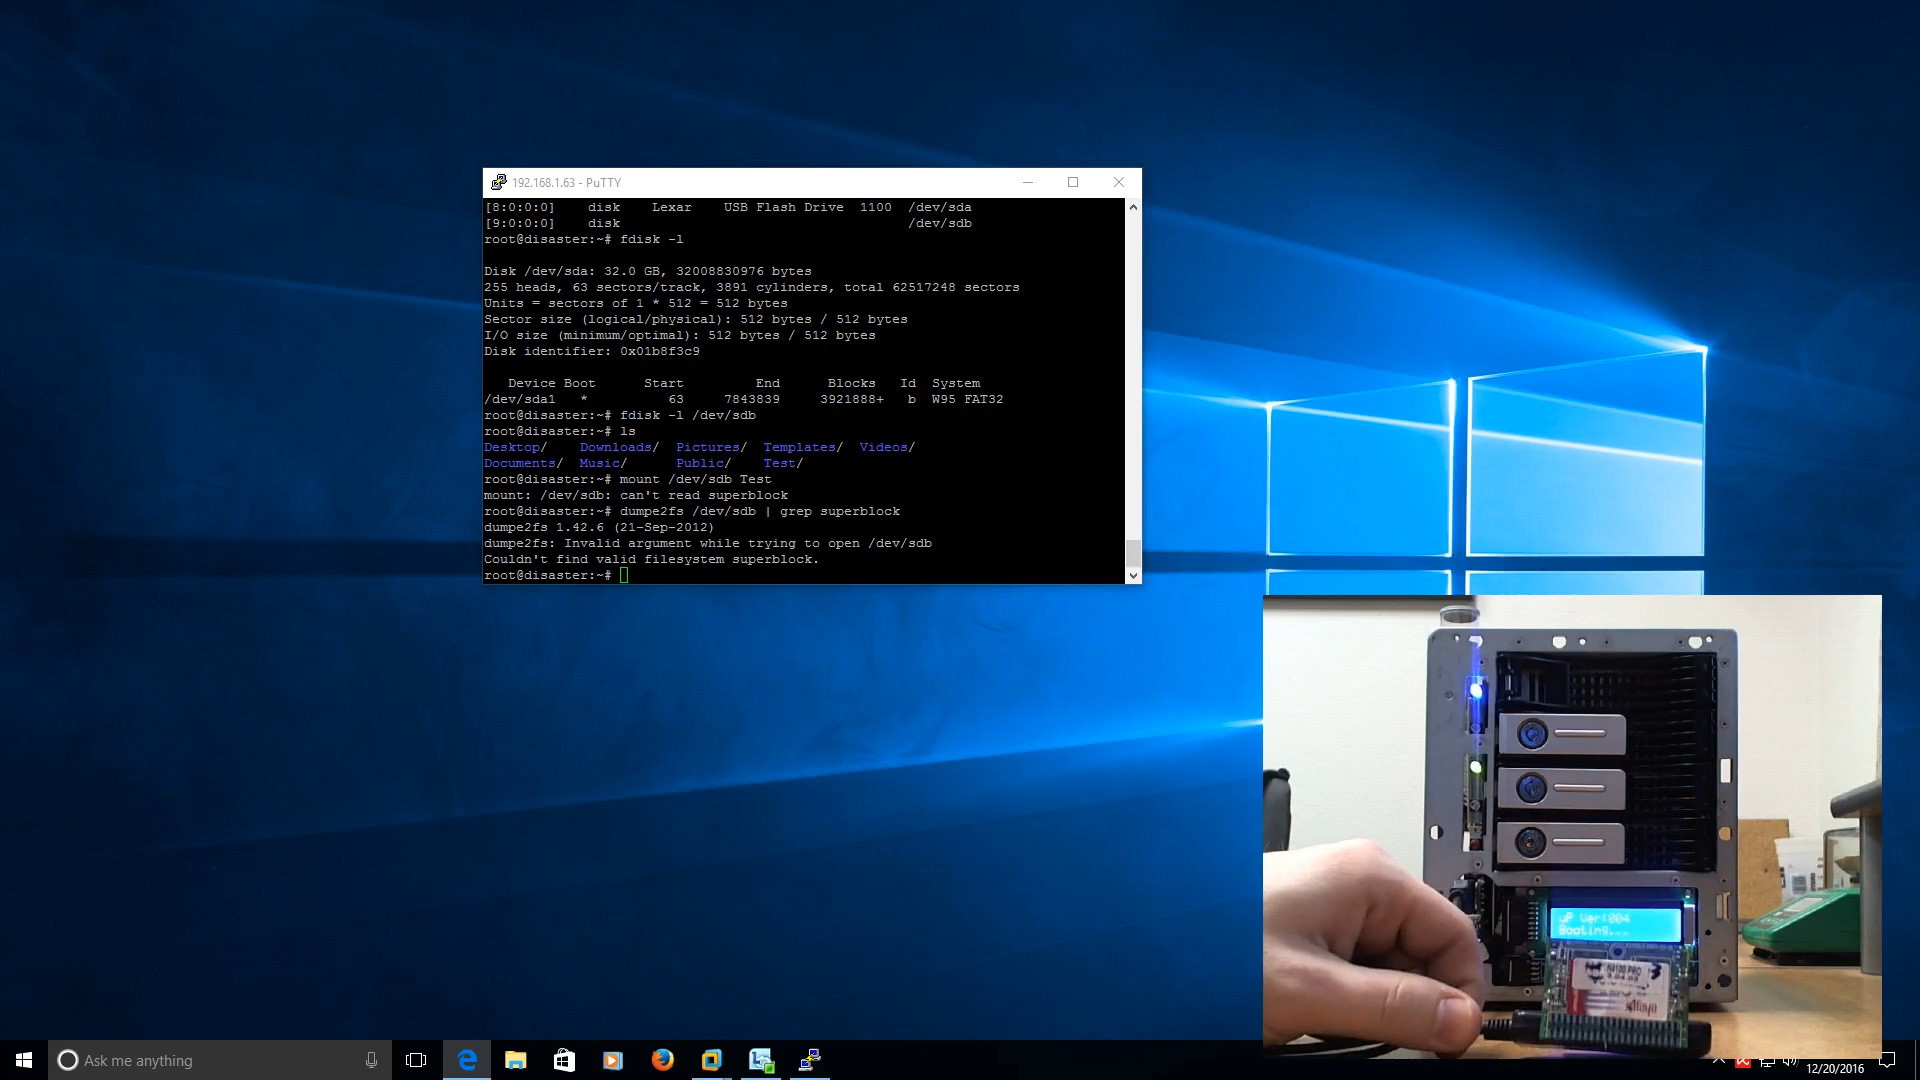 192.168.1.63 - PuTTY
[8:0:0:0]    disk    Lexar    USB Flash Drive  1100  /dev/sda
[9:0:0:0]    disk                                    /dev/sdb
root@disaster:~# fdisk -l
Disk /dev/sda: 32.0 GB, 32008830976 bytes
255 heads, 63 sectors/track, 3891 cylinders, total 62517248 sectors
Units = sectors of 1 * 512 = 512 bytes
Sector size (logical/physical): 512 bytes / 512 bytes
I/O size (minimum/optimal): 512 bytes / 512 bytes
Disk identifier: 0x01b8f3c9
Device Boot      Start         End      Blocks   Id  System
/dev/sda1   *          63     7843839     3921888+   b  W95 FAT32
root@disaster:~# fdisk -l /dev/sdb
root@disaster:~# ls
Desktop/    Downloads/  Pictures/  Templates/  Videos/
Documents/  Music/      Public/    Test/
root@disaster:~# mount /dev/sdb Test
mount: /dev/sdb: can't read superblock
root@disaster:~# dumpe2fs /dev/sdb | grep superblock
dumpe2fs 1.42.6 (21-Sep-2012)
dumpe2fs: Invalid argument while trying to open /dev/sdb
Couldn't find valid filesystem superblock.
root@disaster:~#
uP Ver:004
Booting...
N4100 PRO
Ask me anything
12/20/2016